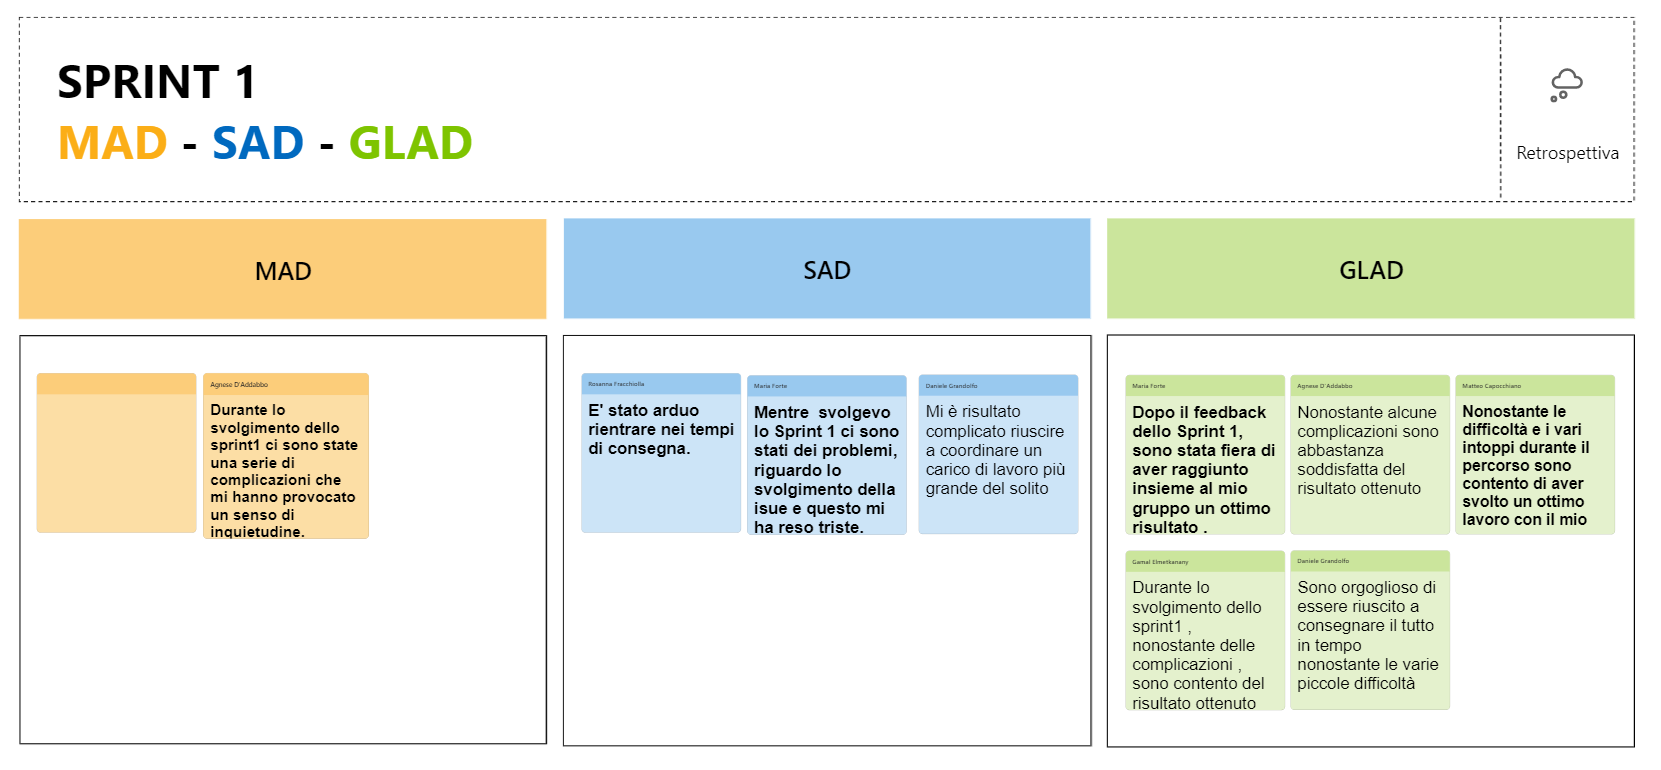 SPRINT 1
MAD - SAD - GLAD
Retrospettiva
MAD
SAD
GLAD
Agnese D'Addabbo
Durante lo
svolgimento dello
sprint1 ci sono state
una serie di
complicazioni che
mi hanno provocato
un senso di
inquietudine.
Rosanna Fracchiolla
E' stato arduo
rientrare nei tempi
di consegna.
Maria Forte
Mentre svolgevo
lo Sprint 1 ci sono
stati dei problemi,
riguardo lo
svolgimento della
isue e questo mi
ha reso triste.
Daniele Grandolfo
Mi è risultato
complicato riuscire
a coordinare un
carico di lavoro più
grande del solito
Maria Forte
Dopo il feedback
dello Sprint 1,
sono stata fiera di
aver raggiunto
insieme al mio
gruppo un ottimo
risultato .
Agnese D'Addabbo
Nonostante alcune
complicazioni sono
abbastanza
soddisfatta del
risultato ottenuto
Matteo Capocchiano
Nonostante le
difficoltà e i vari
intoppi durante il
percorso sono
contento di aver
svolto un ottimo
lavoro con il mio
Gamal Elmetkenany
Durante lo
svolgimento dello
sprint1 ,
nonostante delle
complicazioni ,
sono contento del
risultato ottenuto
Daniele Grandolfo
Sono orgoglioso di
essere riuscito a
consegnare il tutto
in tempo
nonostante le varie
piccole difficoltà